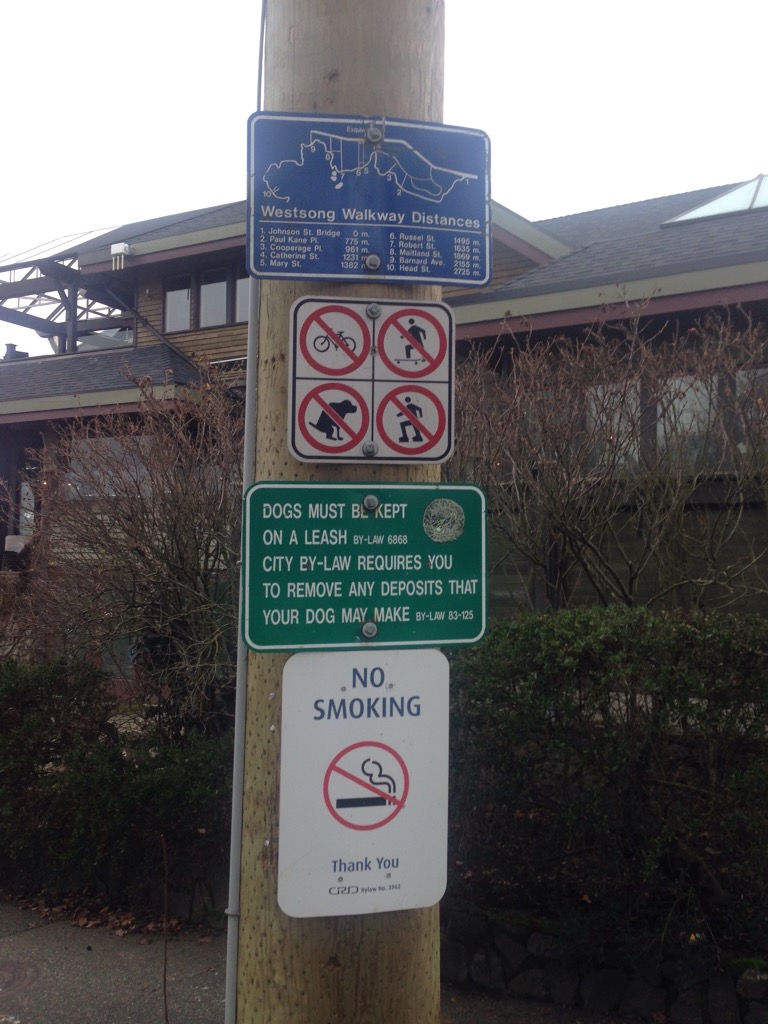 Westsong Walkway Distances
1. Johnson St. Bridge 0 m. 6. Russel St. 1495 m.
2. Paul Kane Pl. 775 m. 7. Robert St. 1635 m.
3. Cooperage Pl. 961 m. 8. Maitland St. 1869 m.
4. Catherine St. 1231 m. 9. Barnard Ave. 2155 m.
5. Mary St. 1382 m. 10. Head St. 2725 m.
DOGS MUST BE KEPT
ON A LEASH BY-LAW 6868
CITY BY-LAW REQUIRES YOU
TO REMOVE ANY DEPOSITS THAT
YOUR DOG MAY MAKE BY-LAW 83-125
NO
SMOKING
Thank You
CRD Bylaw No. 3962